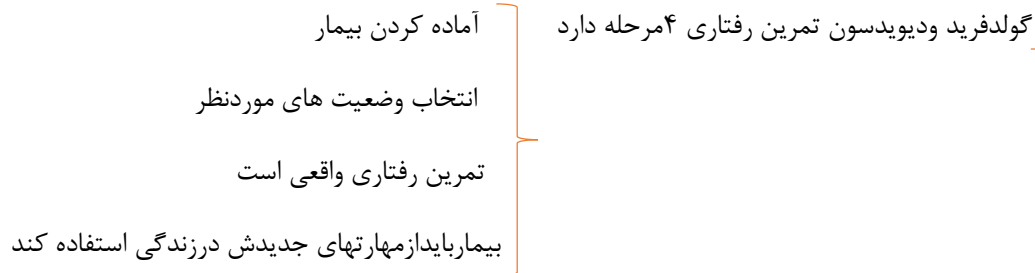 گولدفرید ودیویدسون تمرین رفتاری ۴مرحله دارد
آماده کردن بیمار
انتخاب وضعیت های موردنظر
تمرین رفتاری واقعی است
بیماربایدازمهارتهای جدیدش درزندگی استفاده کند